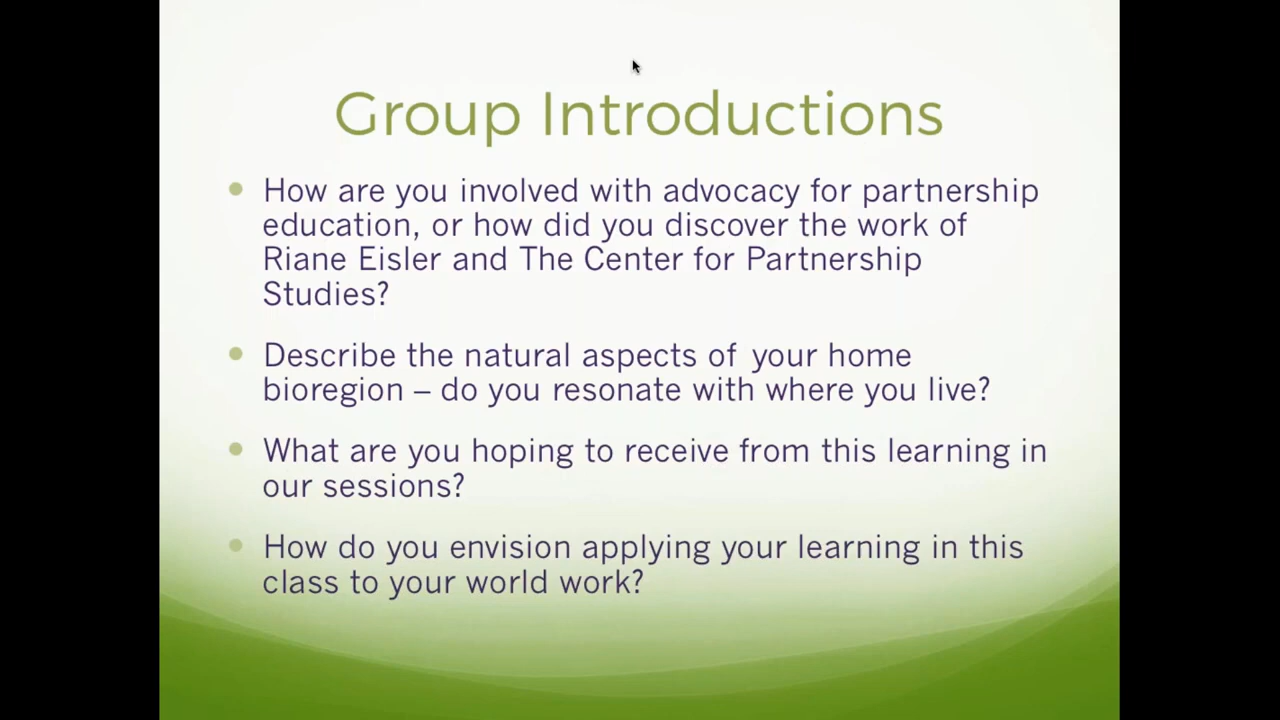 Group Introductions
How are you involved with advocacy for partnership
education, or how did you discover the work of
Riane Eisler and The Center for Partnership
Studies?
Describe the natural aspects of your home
bioregion – do you resonate with where you live?
What are you hoping to receive from this learning in
our sessions?
How do you envision applying your learning in this
class to your world work?